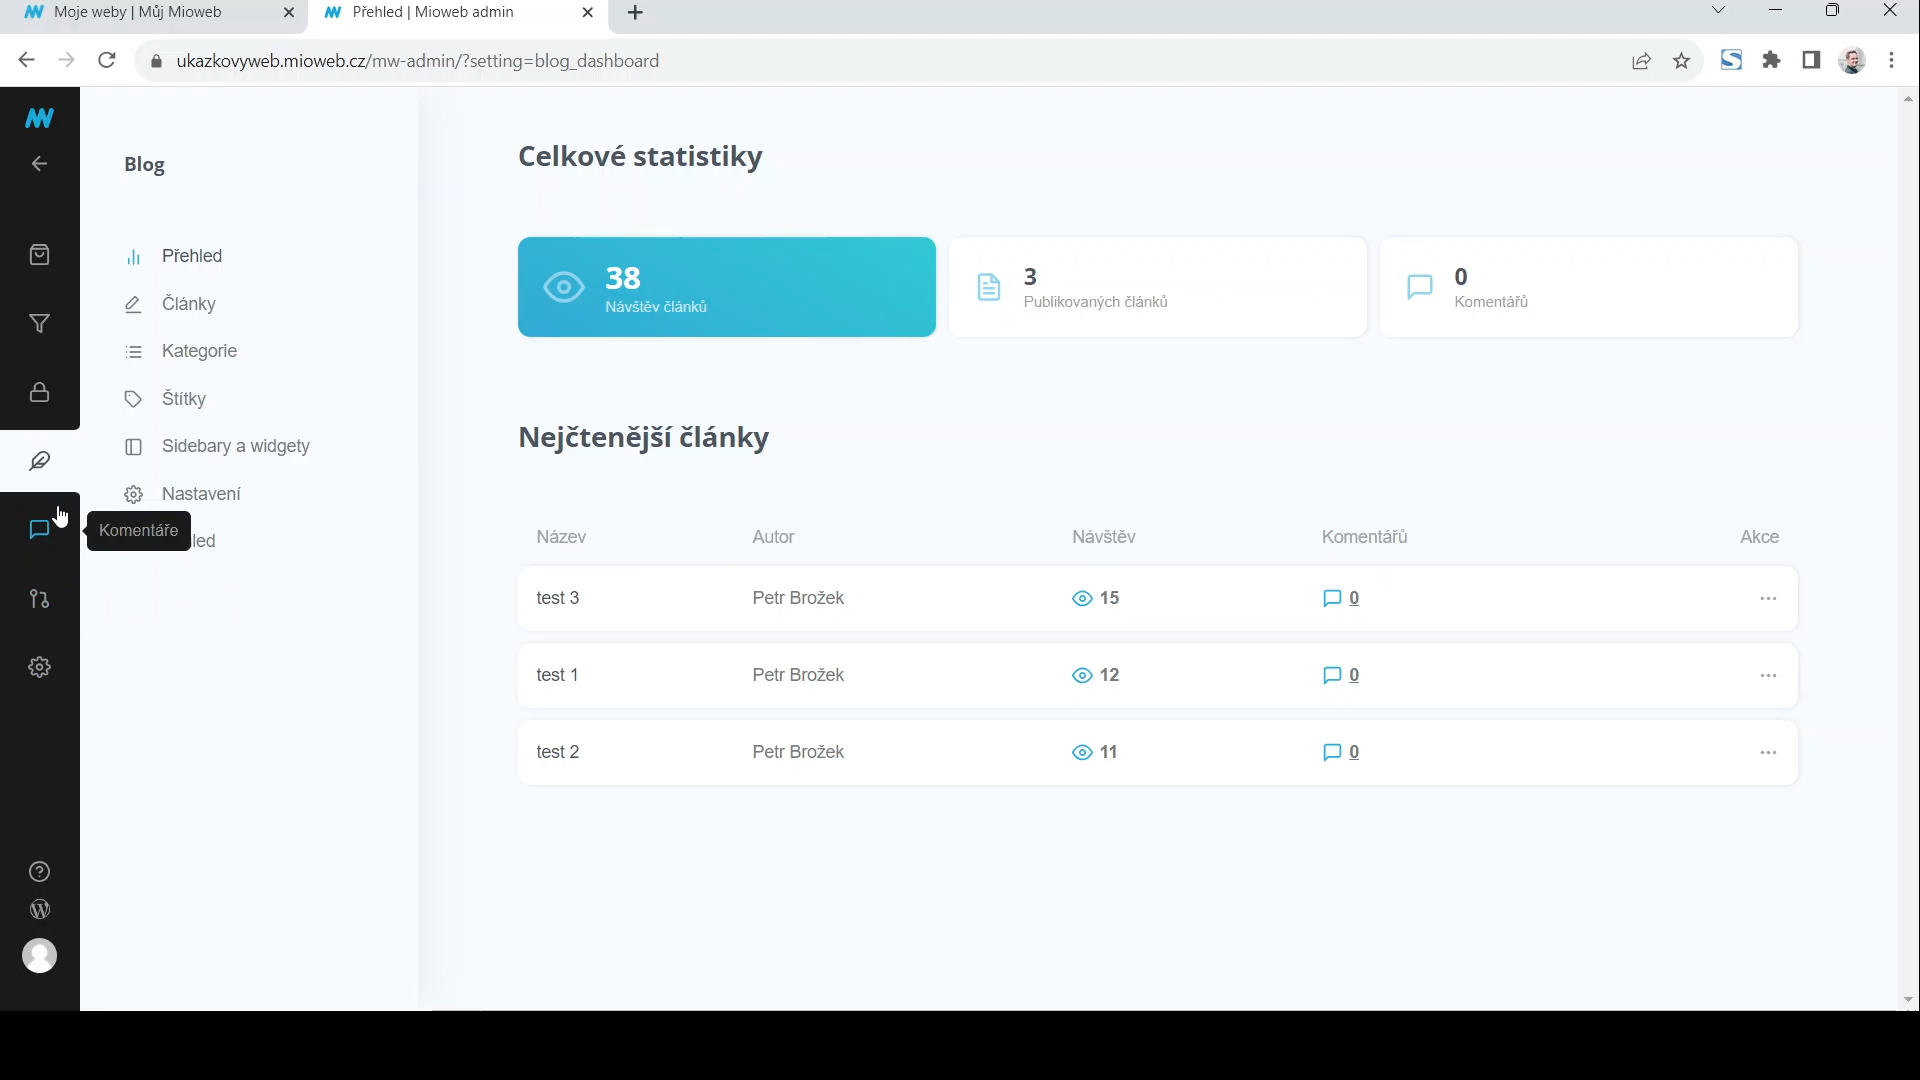 Moje weby | Můj Mioweb
Přehled | Mioweb admin
ukazkovyweb.mioweb.cz/mw-admin/?setting=blog_dashboard
Blog
Přehled
Články
Kategorie
Štítky
Sidebary a widgety
Nastavení
led
Komentáře
Celkové statistiky
38
Návštěv článků
3
Publikovaných článků
0
Komentářů
Nejčtenější články
Název Autor Návštěv Komentářů Akce
test 3 Petr Brožek 15 0
test 1 Petr Brožek 12 0
test 2 Petr Brožek 11 0